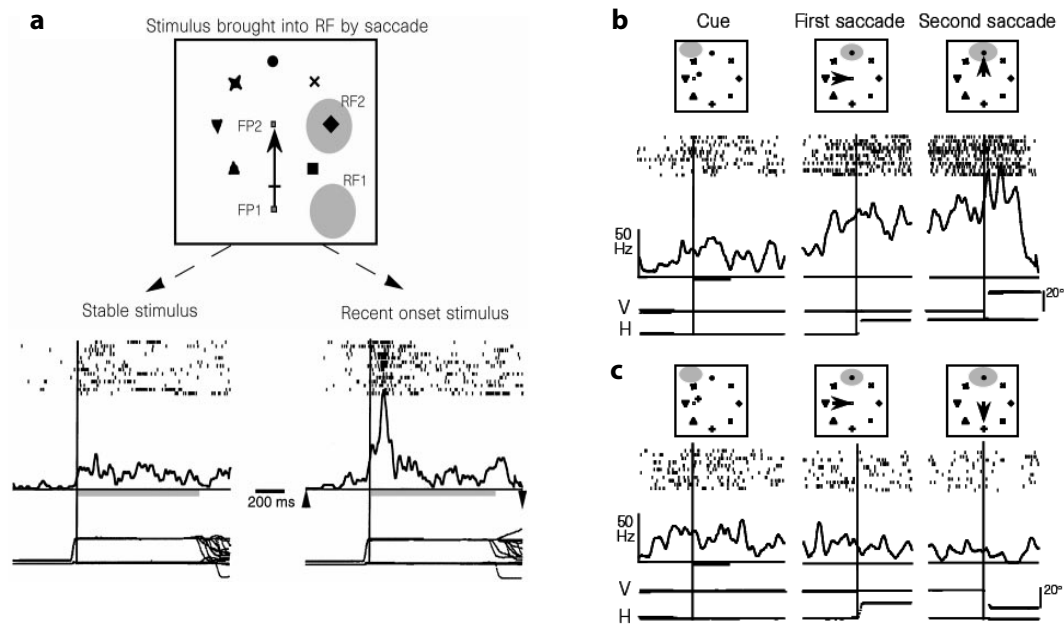 a
Stimulus brought into RF by saccade
RF2
FP2
RF1
FP1
Stable stimulus
Recent onset stimulus
200 ms
b
Cue
First saccade
Second saccade
50
Hz
V
H
20°
c
50
Hz
V
H
20°